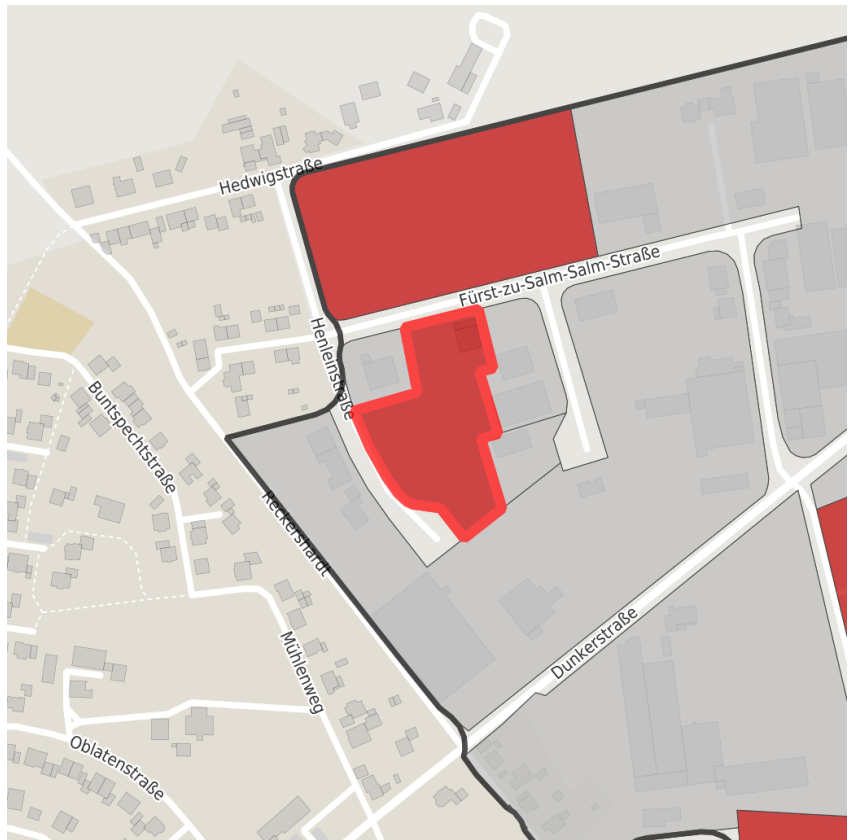 Hedwigstraße
Fürst-zu-Salm-Salm-Straße
Henleinstraße
Buntspechtstraße
Reckershardt
Dunkerstraße
Mühlenweg
Oblatenstraße